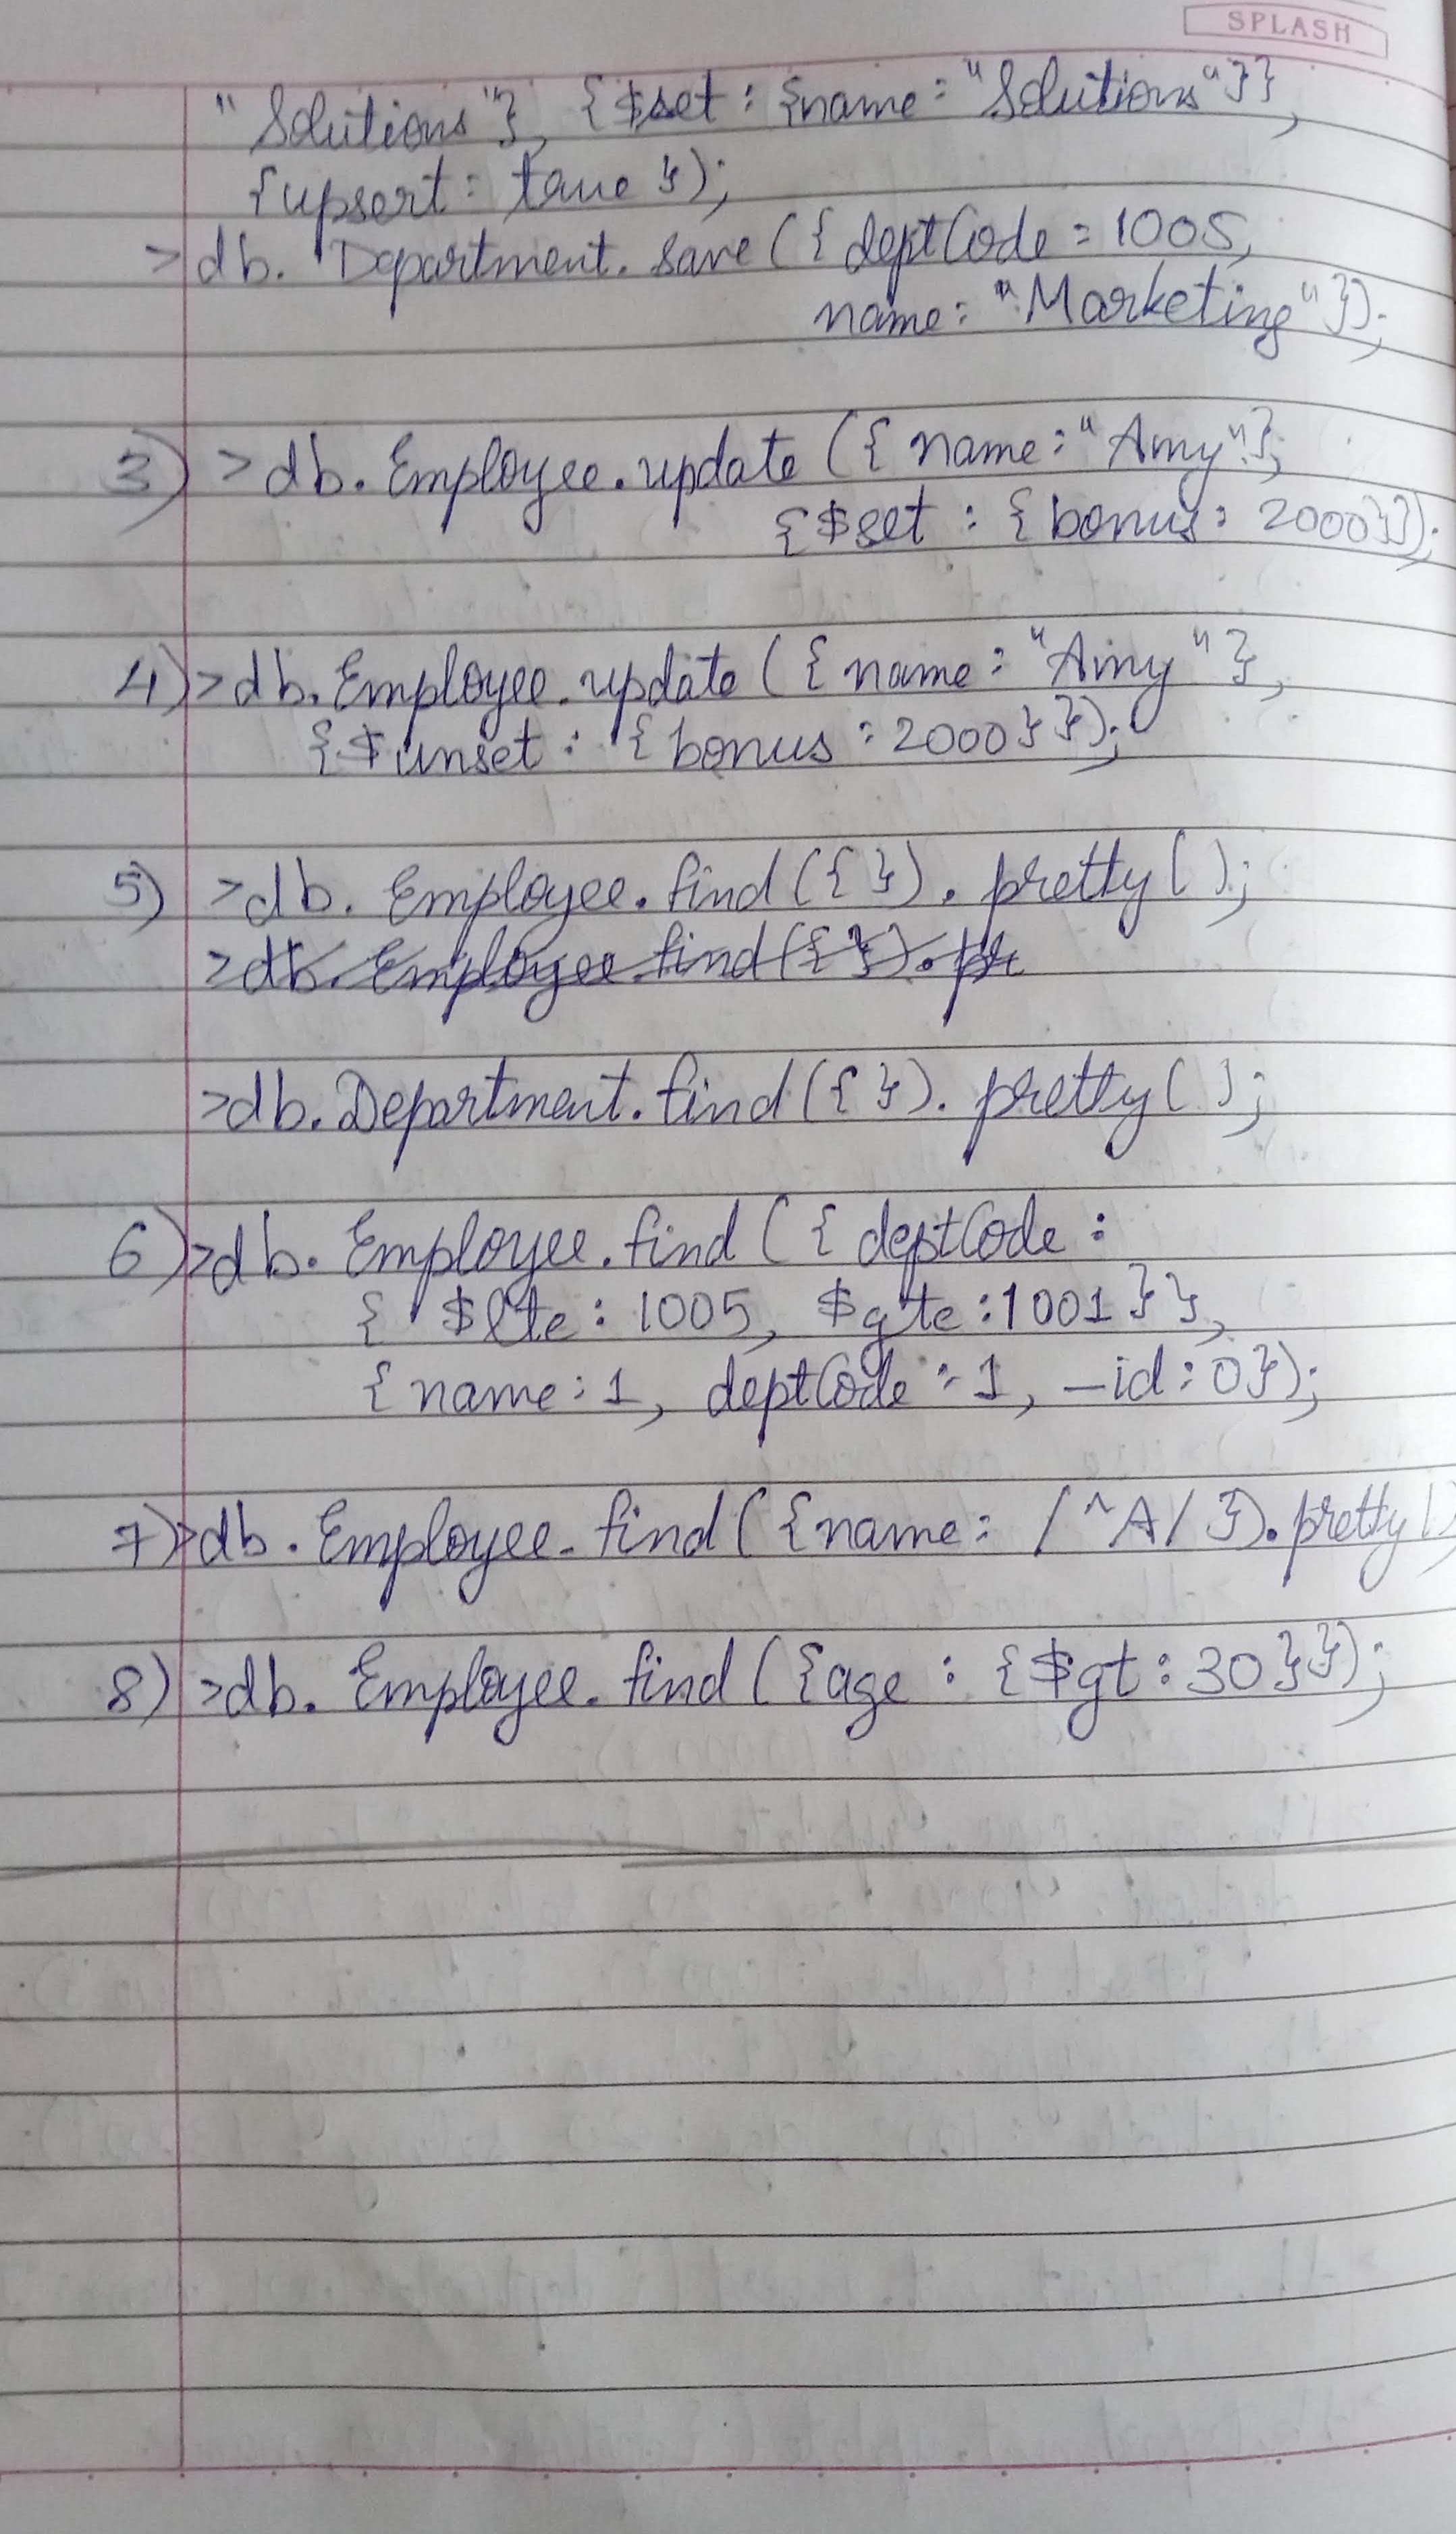 SPLASH
"Solutions"}, {$set : {name : "Solutions"}},
{upsert : true });
> db. Department. save ({ deptCode = 1005,
name: "Marketing"});
3) > db. Employee. update ({ name : "Amy"},
{$set : { bonus : 2000}});
4) > db. Employee. update ({ name : "Amy"},
{$unset : { bonus : 2000}});
5) > db. Employee. find({ }). pretty( );
> db. Employee. find({ }). pr
> db. Department. find({ }). pretty( );
6) > db. Employee. find ({ deptCode :
{ $lte : 1005, $gte : 1001 } },
{ name : 1, deptCode : 1, _id : 0});
7) > db. Employee. find ({name : /^A/ }). pretty()
8) > db. Employee. find ({age : {$gt : 30}});